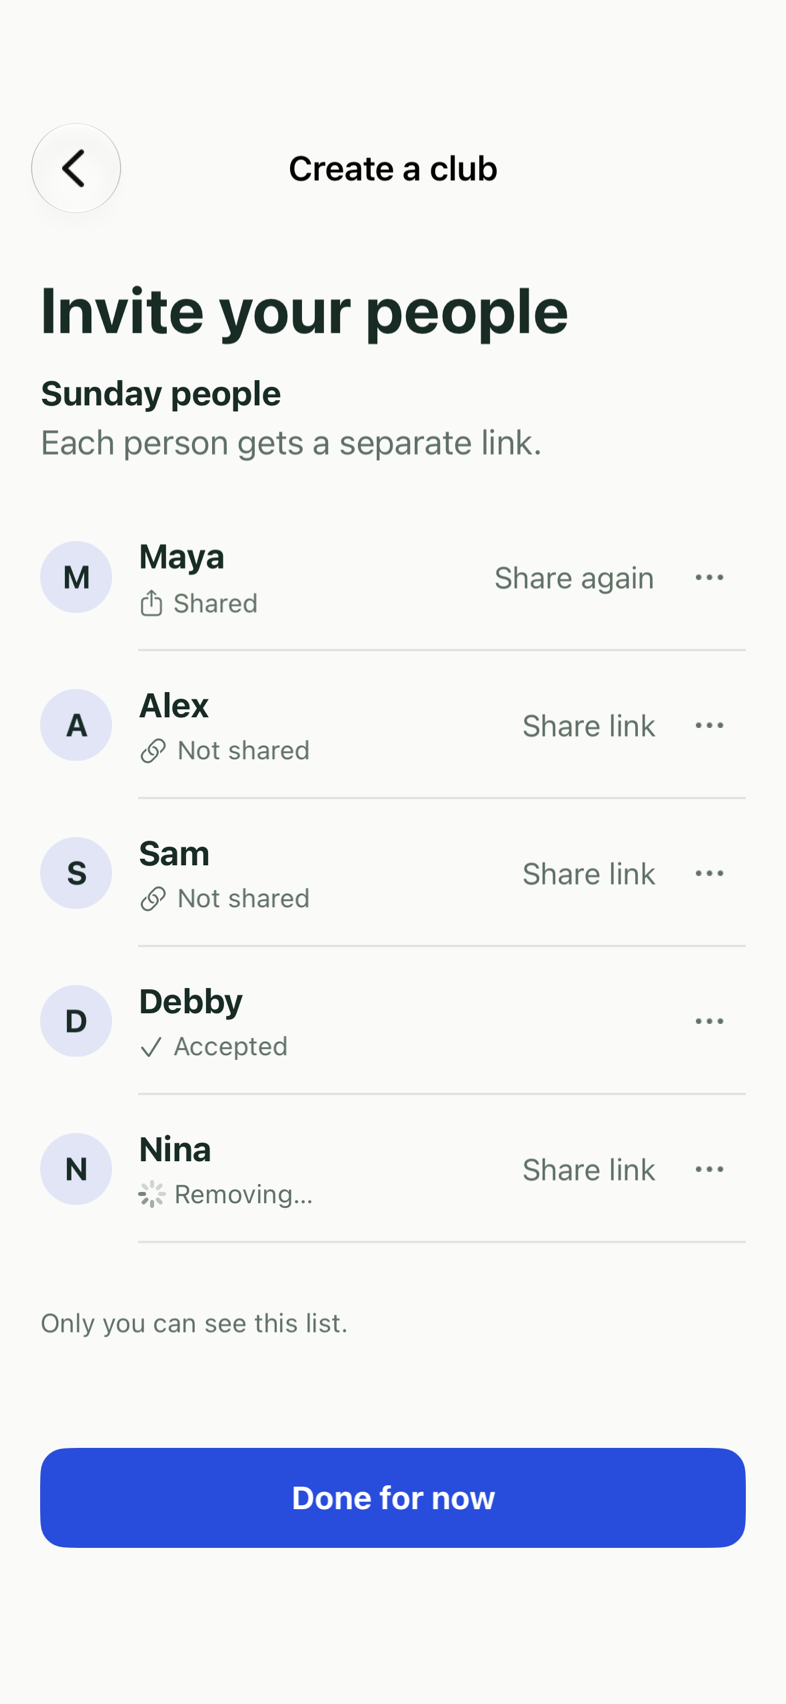 Create a club
Invite your people
Sunday people
Each person gets a separate link.
M
Maya
Shared
Share again
A
Alex
Not shared
Share link
S
Sam
Not shared
Share link
D
Debby
Accepted
N
Nina
Removing...
Share link
Only you can see this list.
Done for now